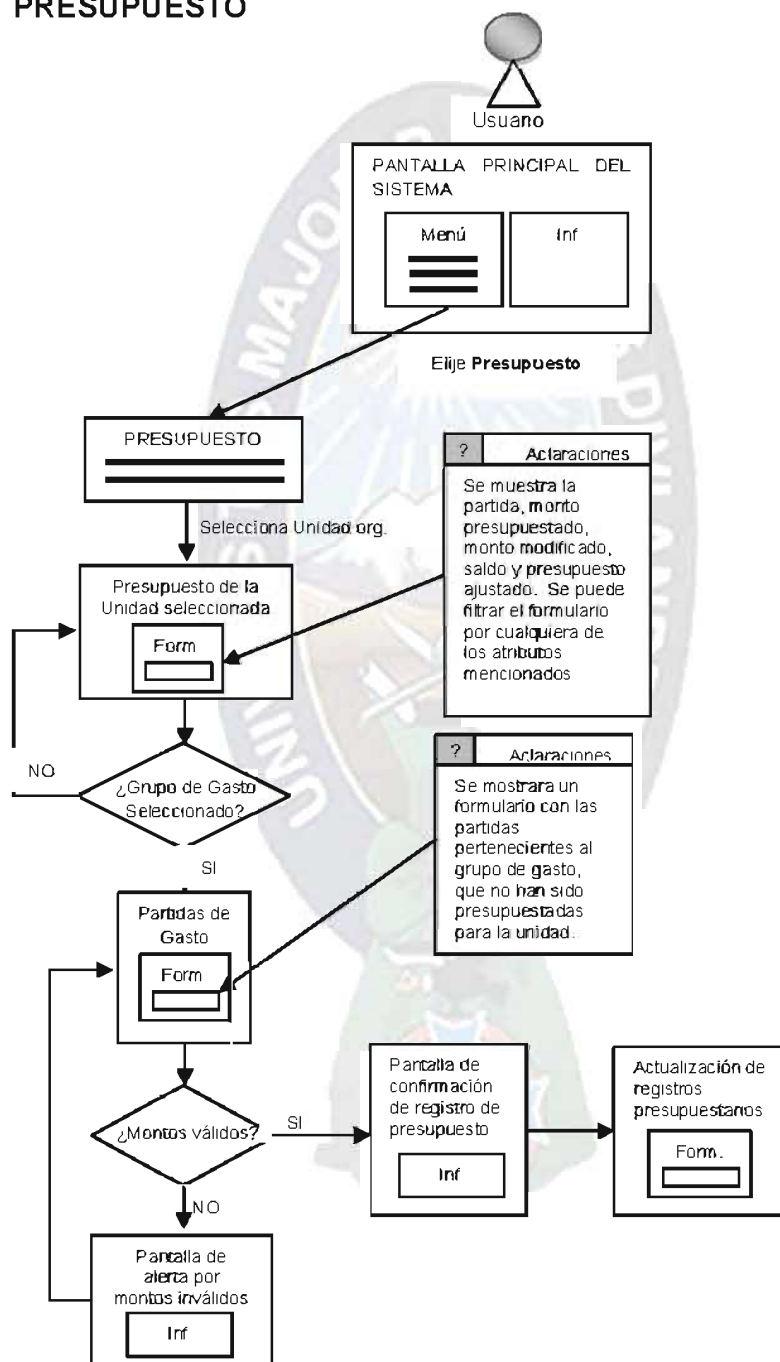 PRESUPUESTO
Usuario
PANTALLA PRINCIPAL DEL
SISTEMA
Menú
Inf
Elije Presupuesto
PRESUPUESTO
? Aclaraciones
Se muestra la
partida, monto
presupuestado,
monto modificado,
saldo y presupuesto
ajustado. Se puede
filtrar el formulario
por cualquiera de
los atributos
mencionados
Selecciona Unidad org.
Presupuesto de la
Unidad seleccionada
Form
NO
¿Grupo de Gasto
Seleccionado?
SI
? Aclaraciones
Se mostrara un
formulario con las
partidas
pertenecientes al
grupo de gasto,
que no han sido
presupuestadas
para la unidad.
Partidas de
Gasto
Form
¿Montos válidos?
SI
Pantalla de
confirmación
de registro de
presupuesto
Inf
Actualización de
registros
presupuestarios
Form.
NO
Pantalla de
alerta por
montos inválidos
Inf